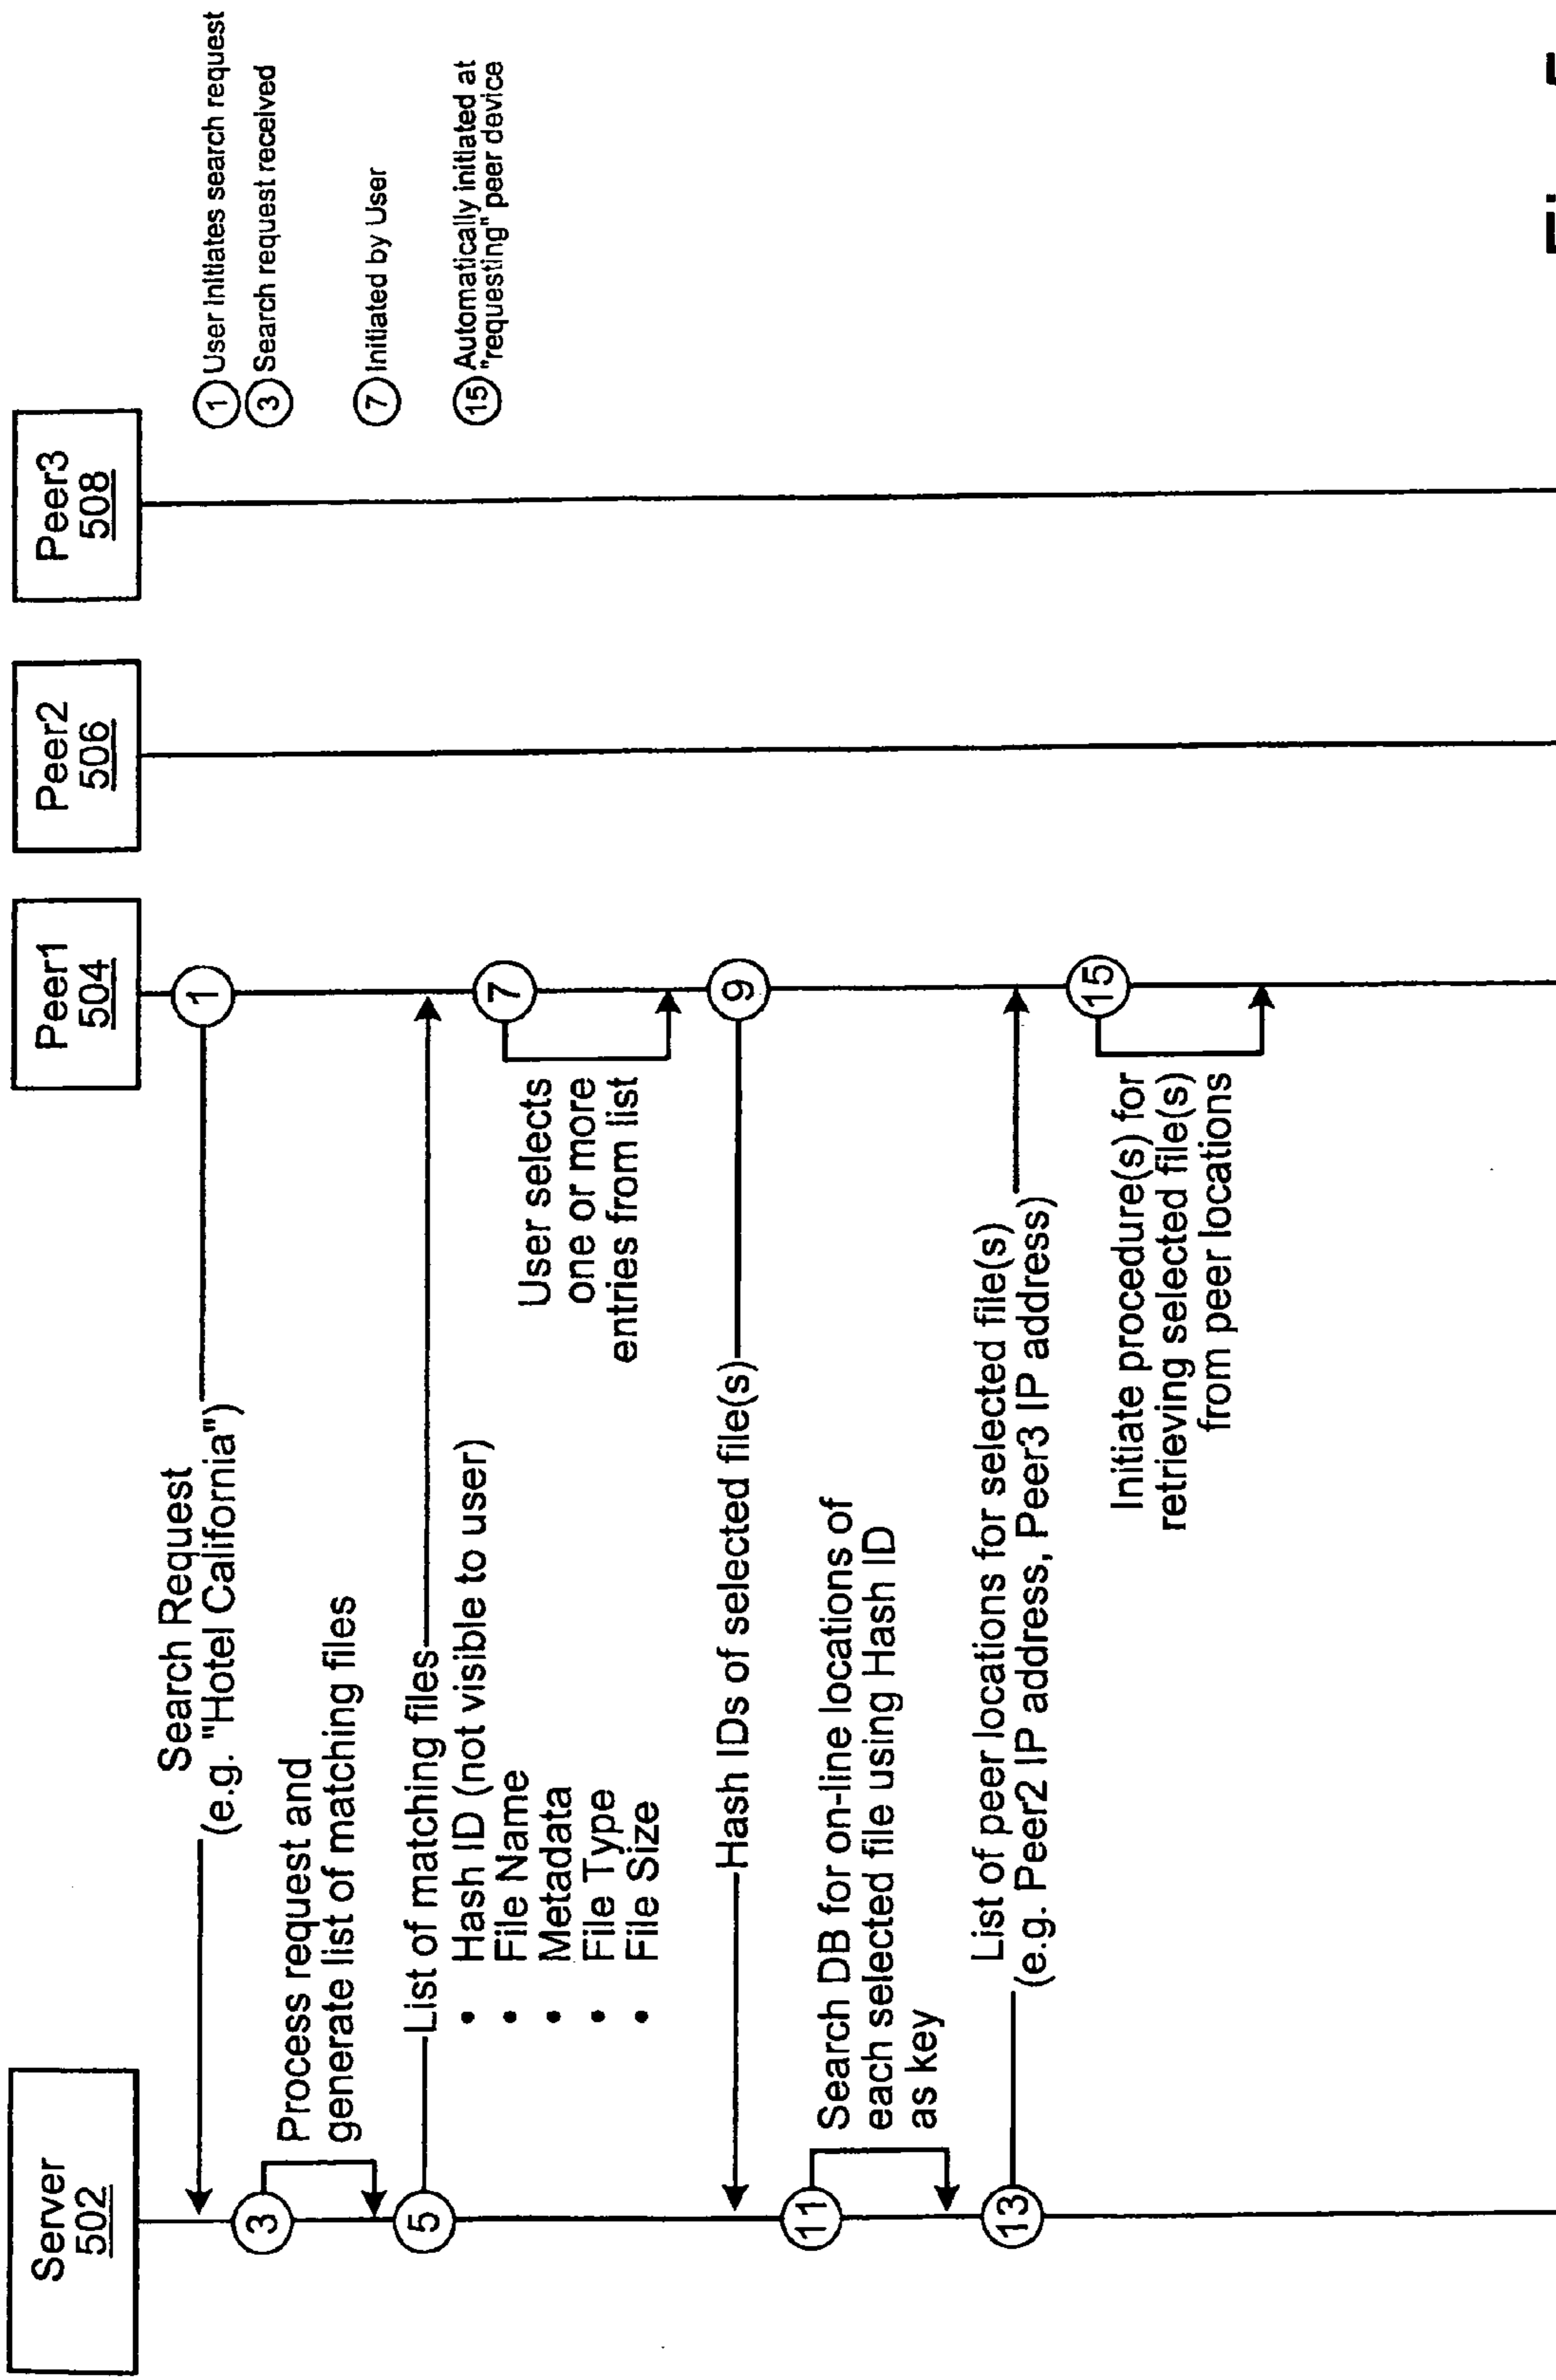 Server
502
Peer1
504
Peer2
506
Peer3
508
1 User Initiates search request
3 Search request received
7 Initiated by User
15 Automatically initiated at
"requesting" peer device
1
Search Request
(e.g. "Hotel California")
3
Process request and
generate list of matching files
5
List of matching files
• Hash ID (not visible to user)
• File Name
• Metadata
• File Type
• File Size
7
User selects
one or more
entries from list
9
Hash IDs of selected file(s)
11
Search DB for on-line locations of
each selected file using Hash ID
as key
13
List of peer locations for selected file(s)
(e.g. Peer2 IP address, Peer3 IP address)
15
Initiate procedure(s) for
retrieving selected file(s)
from peer locations